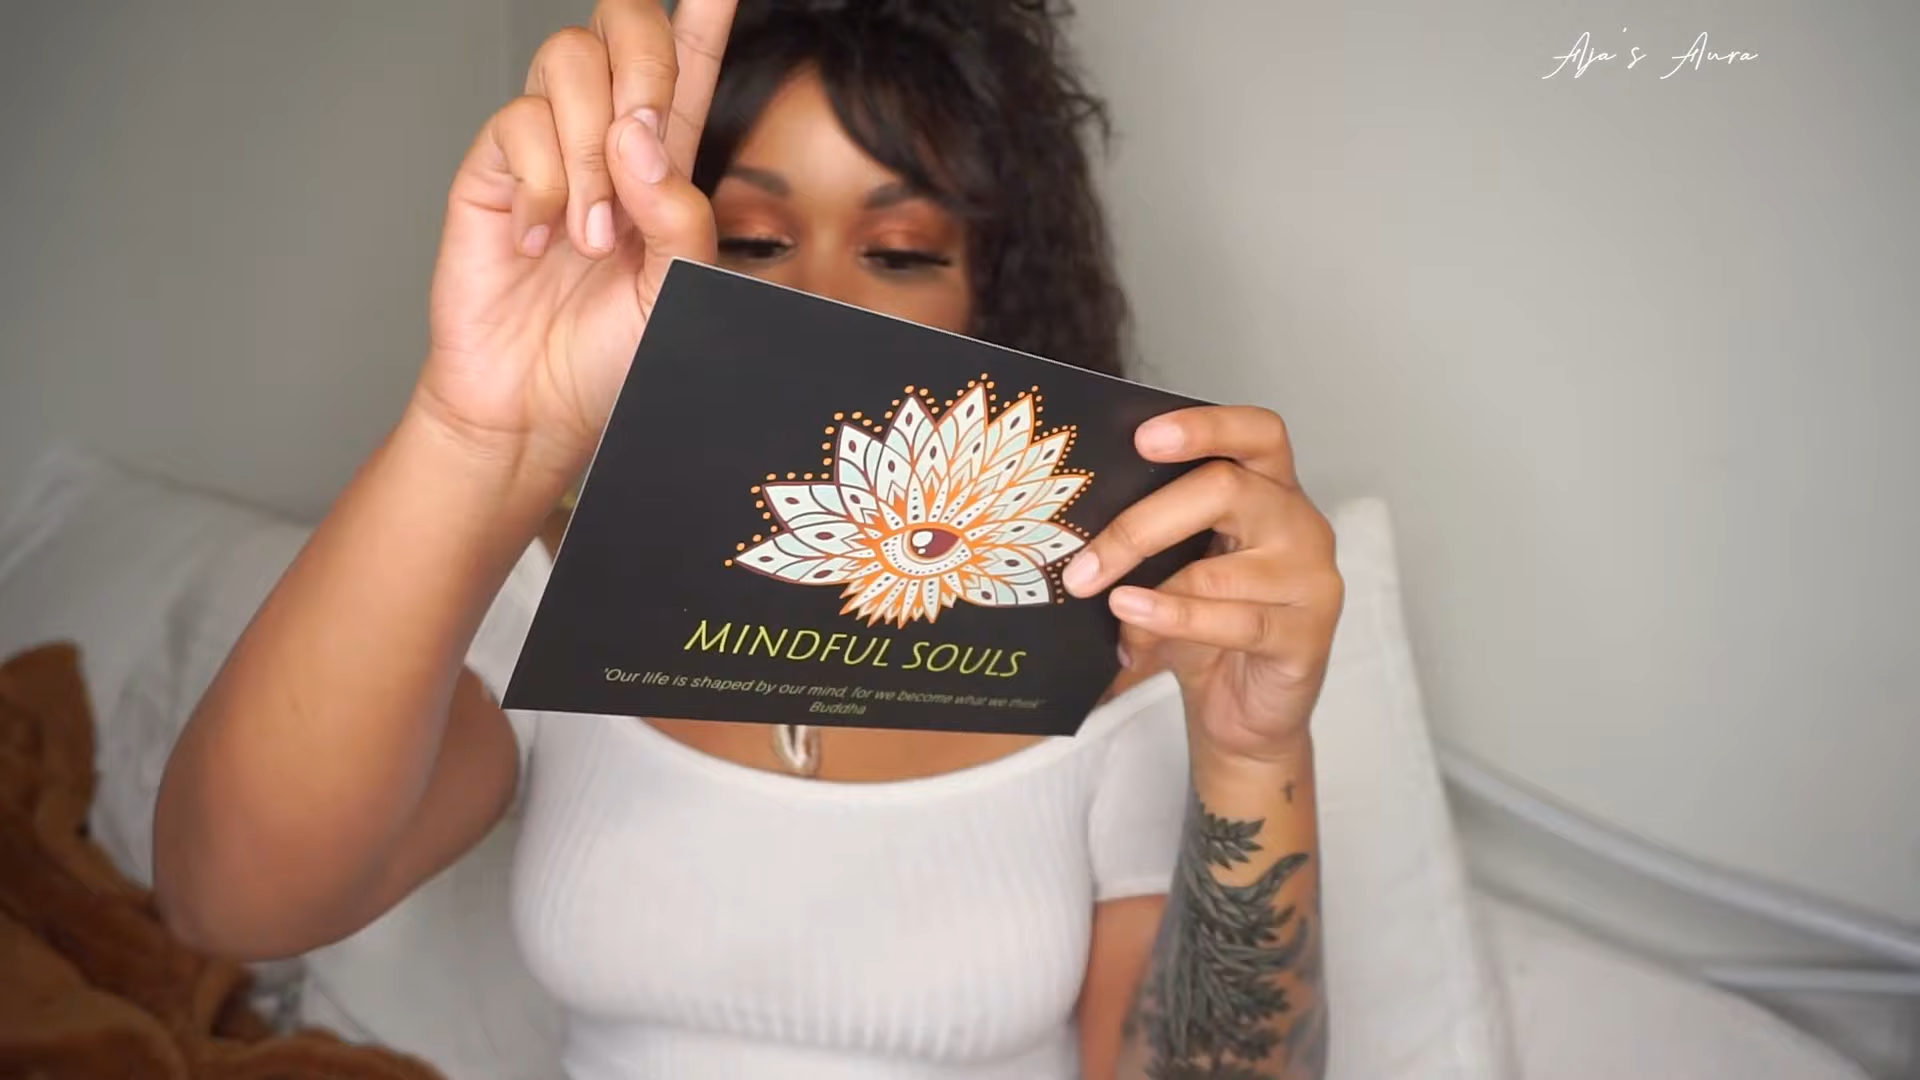 Aja's Aura
MINDFUL SOULS
"Our life is shaped by our mind, for we become what we think"
Buddha